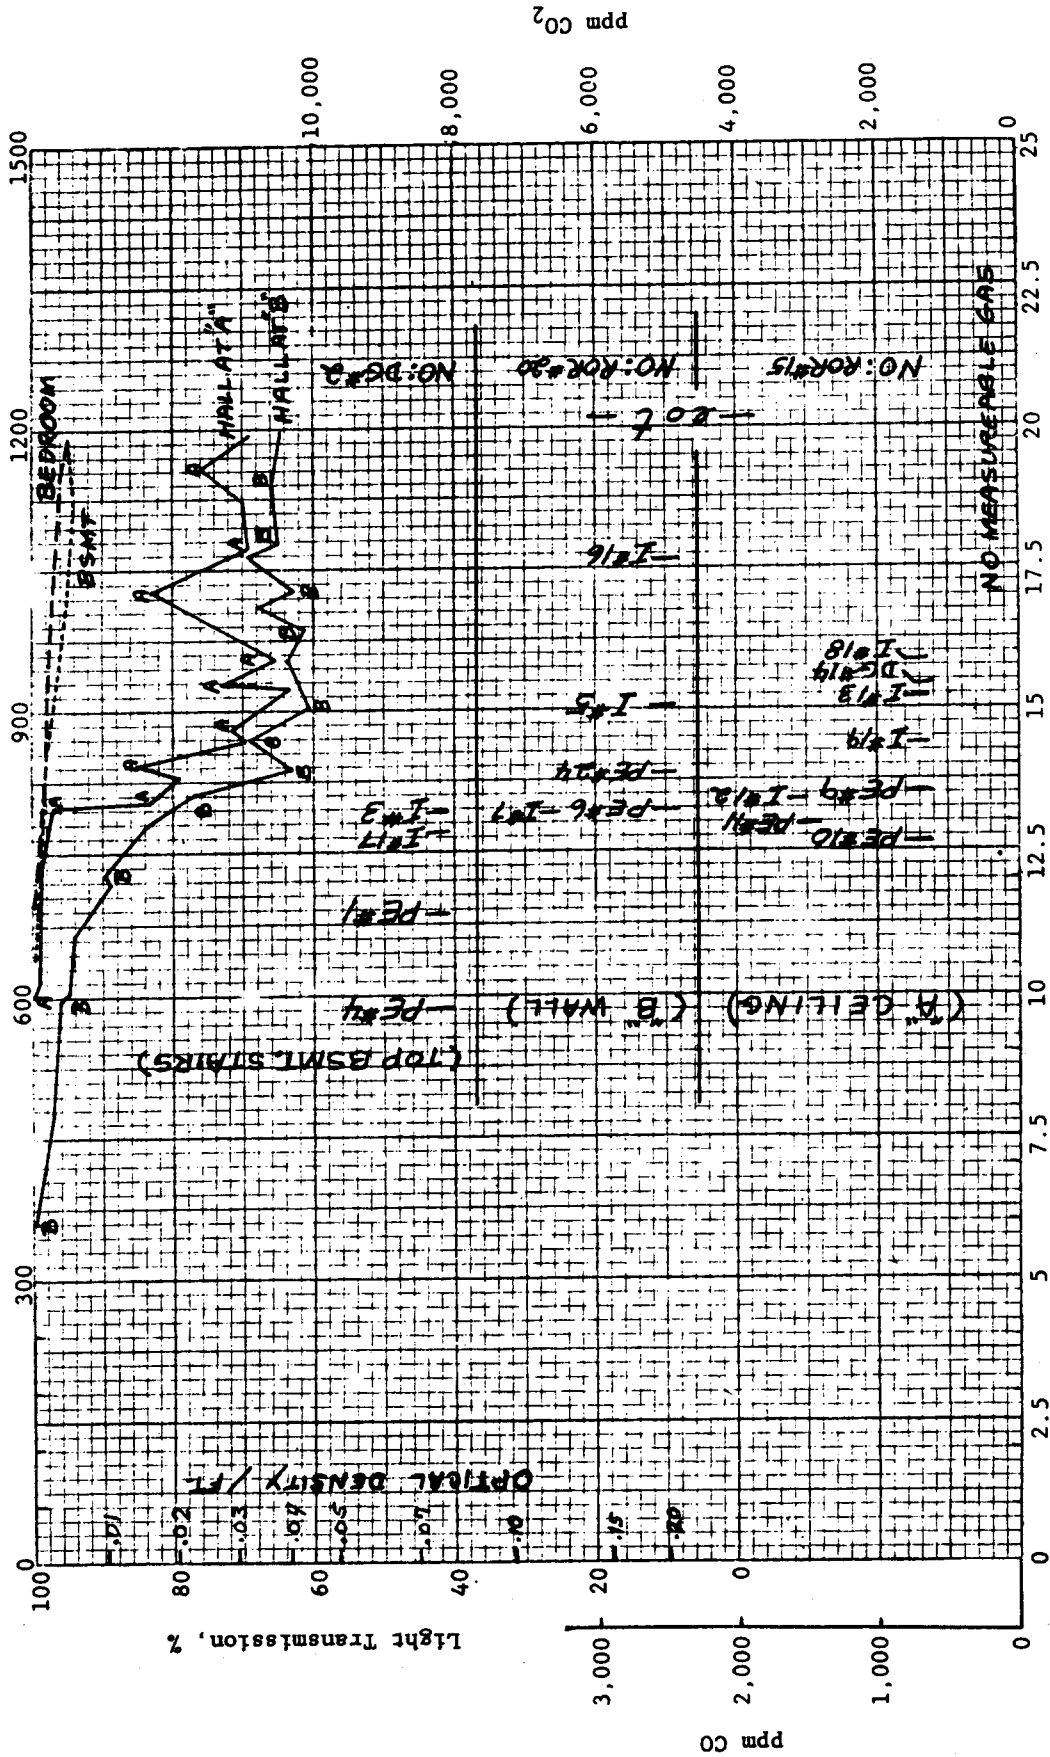 0 300 600 900 1200 1500
100
80
60
40
20
0
Light Transmission, %
3,000
2,000
1,000
0
ppm CO
10,000
8,000
6,000
4,000
2,000
0
ppm CO2
0 2.5 5 7.5 10 12.5 15 17.5 20 22.5 25
OPTICAL DENSITY / FT
.01
.02
.03
.04
.05
.07
.10
.15
.20
BEDROOM
BSMT
HALL AT "A"
HALL AT "B"
A A A A A A A A A
B B B B B B B B B B B
(TOP BSMT. STAIRS)
PE#4
PE#1
I#17
I#3
NO: DG#2
("B" WALL)
PE#6 - I#7
PE#24
I#5
I#16
eot
NO: ROR#20
("A" CEILING)
PE#10
PE#11
PE#9 - I#12
I#19
I#13
DG#14
I#18
NO: ROR#15
NO MEASUREABLE GAS